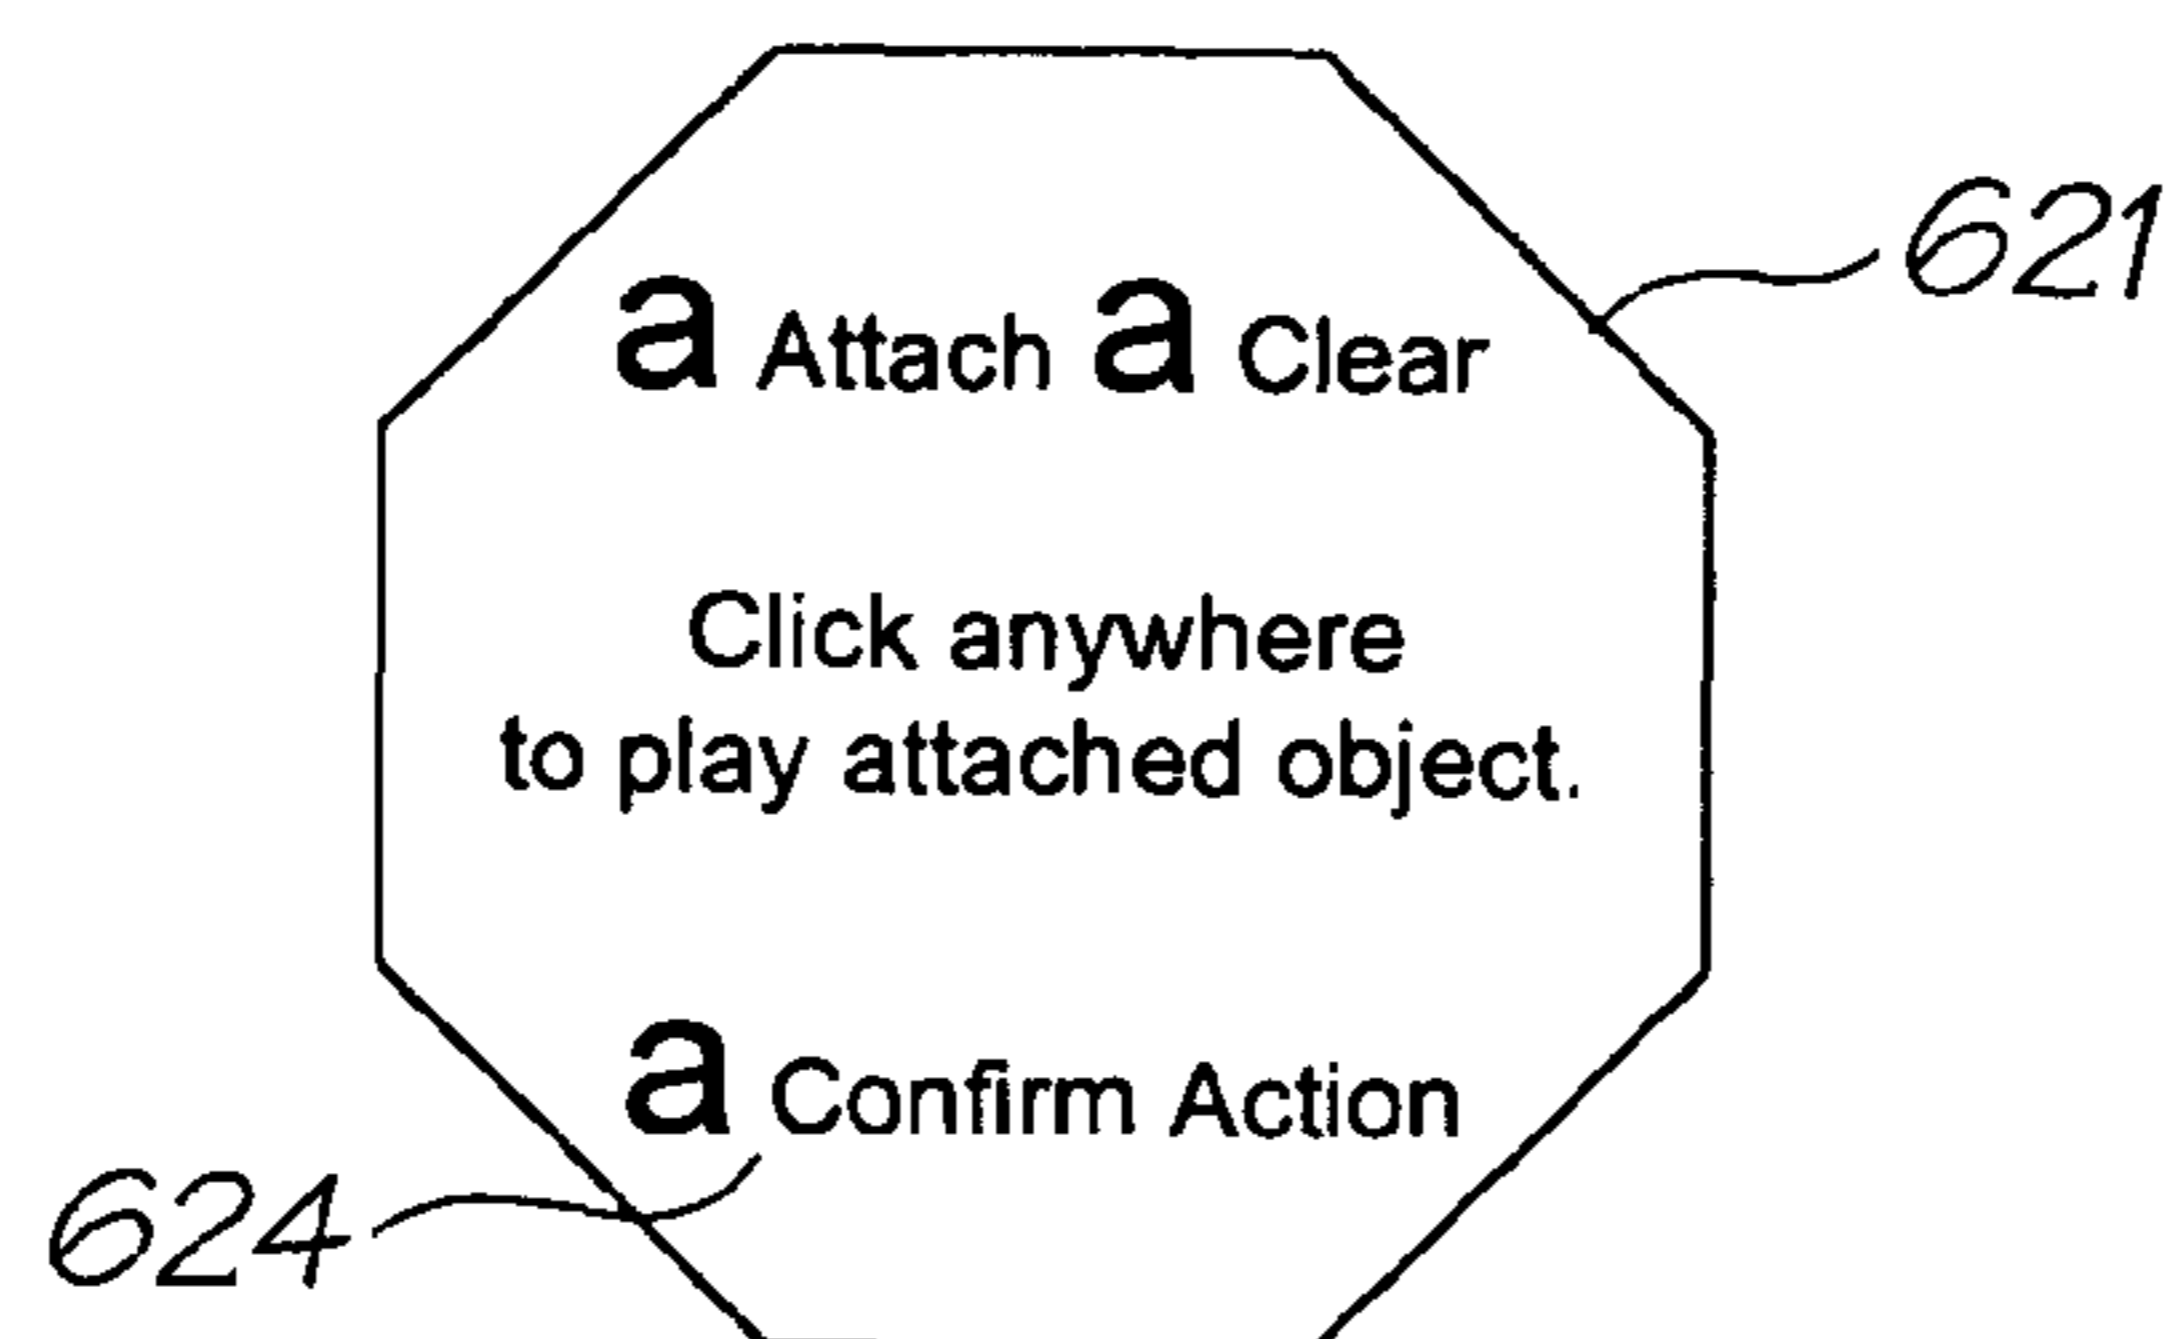 621
a Attach a Clear
Click anywhere
to play attached object.
a Confirm Action
624